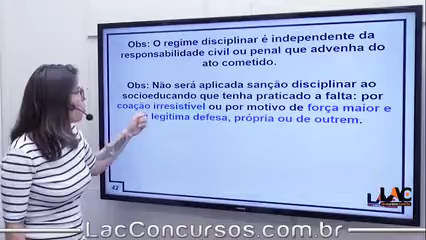 Obs: O regime disciplinar é independente da
responsabilidade civil ou penal que advenha do
ato cometido.
Obs: Não será aplicada sanção disciplinar ao
socioeducando que tenha praticado a falta: por
coação irresistível ou por motivo de força maior e
legítima defesa, própria ou de outrem.
42
LAC
LacConcursos.com.br